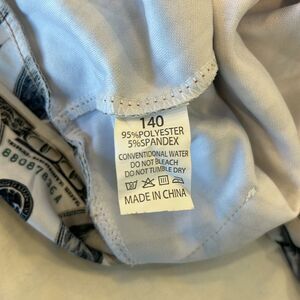 140
95%POLYESTER
5%SPANDEX
CONVENTIONAL WATER
DO NOT BLEACH
DO NOT TUMBLE DRY
MADE IN CHINA